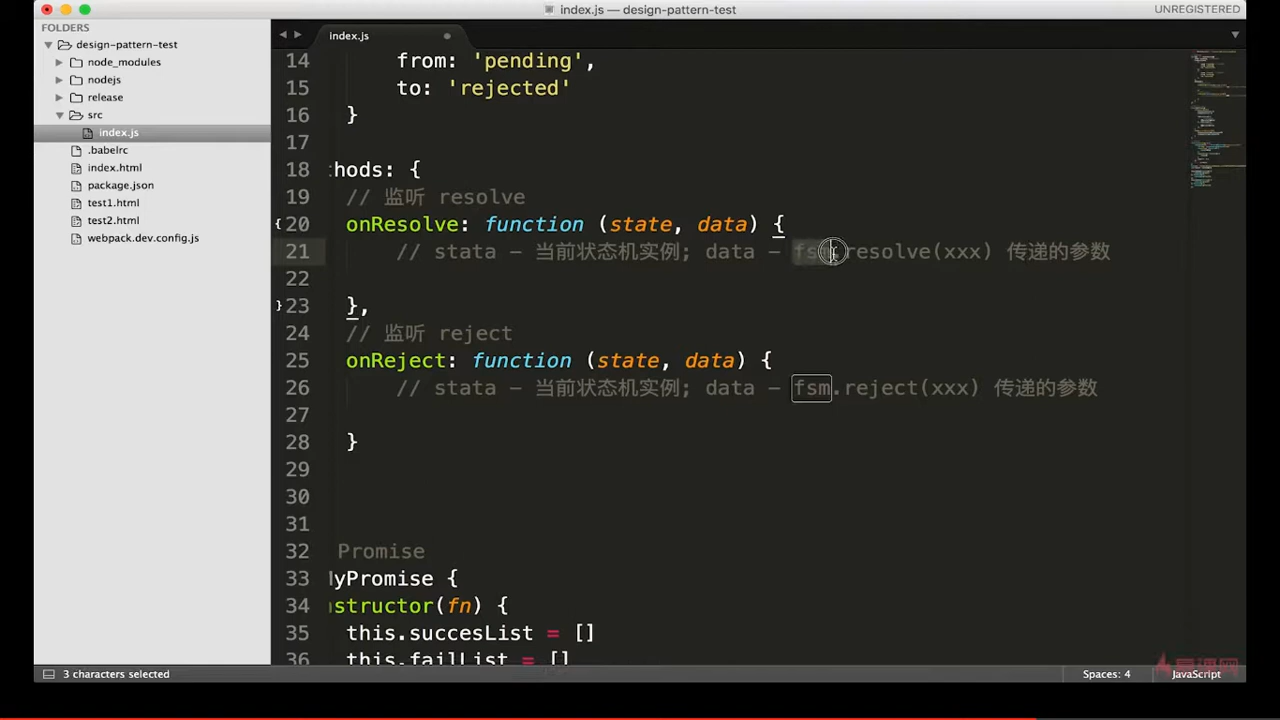 index.js — design-pattern-test
UNREGISTERED
FOLDERS
design-pattern-test
node_modules
nodejs
release
src
index.js
.babelrc
index.html
package.json
test1.html
test2.html
webpack.dev.config.js
index.js
14 from: 'pending',
15 to: 'rejected'
16 }
17
18 hods: {
19 // 监听 resolve
20 onResolve: function (state, data) {
21 // stata - 当前状态机实例; data - fsm.resolve(xxx) 传递的参数
22
23 },
24 // 监听 reject
25 onReject: function (state, data) {
26 // stata - 当前状态机实例; data - fsm.reject(xxx) 传递的参数
27
28 }
29
30
31
32 Promise
33 yPromise {
34 structor(fn) {
35 this.succesList = []
36 this.failList = []
3 characters selected
Spaces: 4
JavaScript